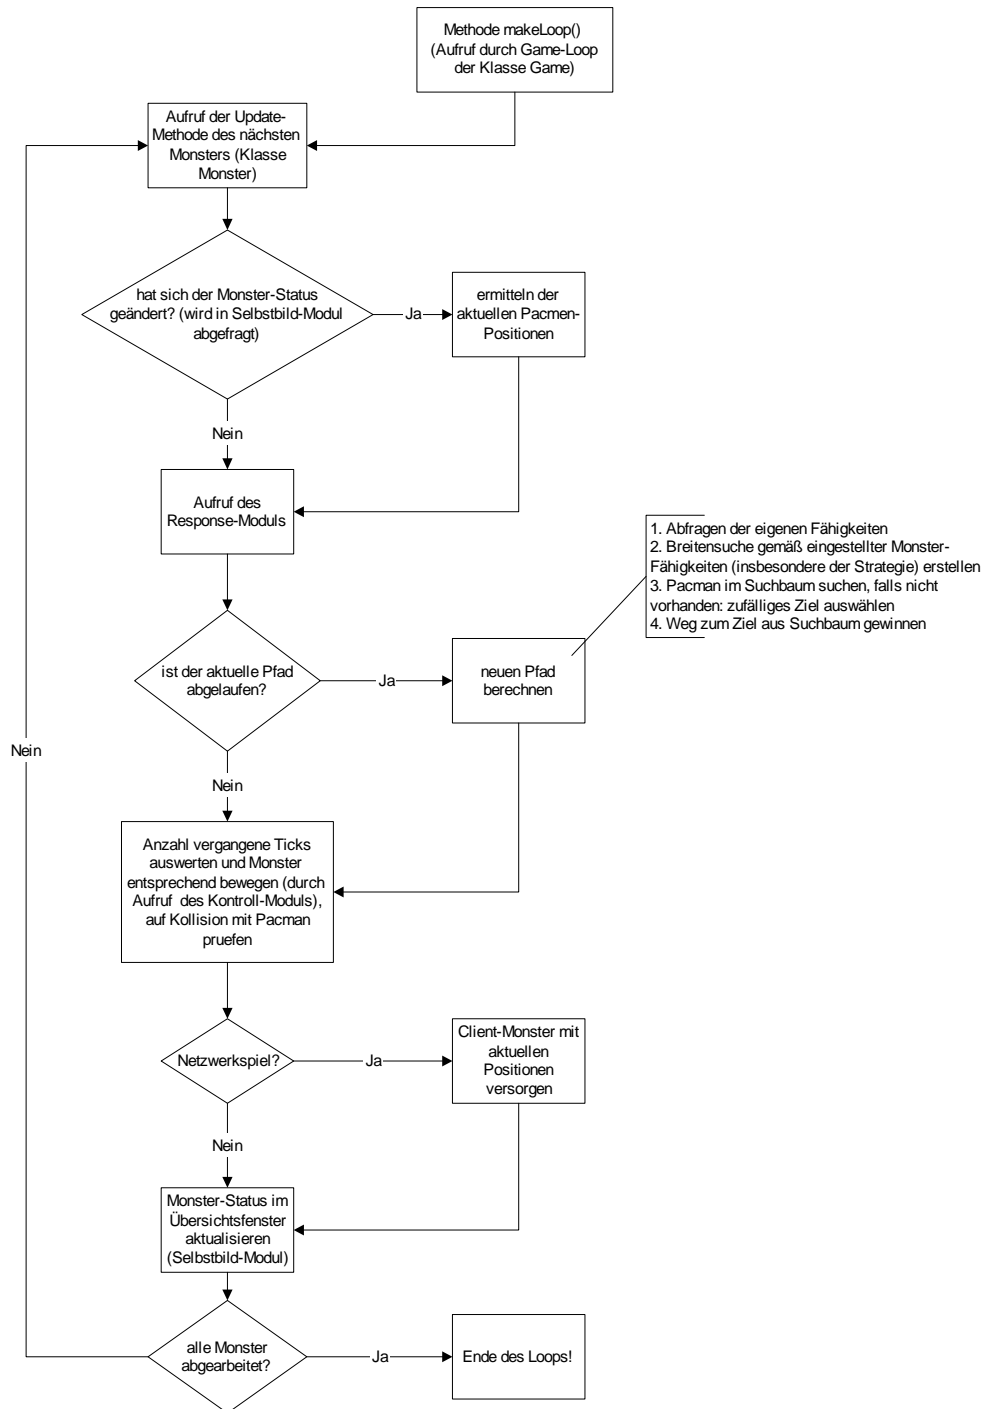 Methode makeLoop()
(Aufruf durch Game-Loop
der Klasse Game)
Aufruf der Update-
Methode des nächsten
Monsters (Klasse
Monster)
hat sich der Monster-Status
geändert? (wird in Selbstbild-Modul
abgefragt)
Ja
ermitteln der
aktuellen Pacmen-
Positionen
Nein
Aufruf des
Response-Moduls
1. Abfragen der eigenen Fähigkeiten
2. Breitensuche gemäß eingestellter Monster-
Fähigkeiten (insbesondere der Strategie) erstellen
3. Pacman im Suchbaum suchen, falls nicht
vorhanden: zufälliges Ziel auswählen
4. Weg zum Ziel aus Suchbaum gewinnen
ist der aktuelle Pfad
abgelaufen?
Ja
neuen Pfad
berechnen
Nein
Nein
Anzahl vergangene Ticks
auswerten und Monster
entsprechend bewegen (durch
Aufruf des Kontroll-Moduls),
auf Kollision mit Pacman
pruefen
Netzwerkspiel?
Ja
Client-Monster mit
aktuellen
Positionen
versorgen
Nein
Monster-Status im
Übersichtsfenster
aktualisieren
(Selbstbild-Modul)
alle Monster
abgearbeitet?
Ja
Ende des Loops!